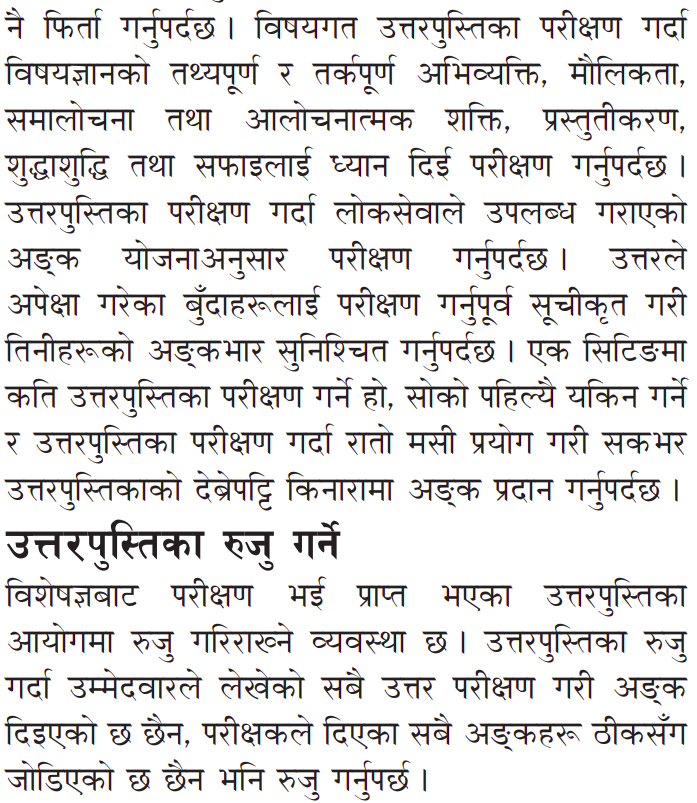 नै फिर्ता गर्नुपर्दछ । विषयगत उत्तरपुस्तिका परीक्षण गर्दा
विषयज्ञानको तथ्यपूर्ण र तर्कपूर्ण अभिव्यक्ति, मौलिकता,
समालोचना तथा आलोचनात्मक शक्ति, प्रस्तुतीकरण,
शुद्धाशुद्धि तथा सफाइलाई ध्यान दिई परीक्षण गर्नुपर्दछ ।
उत्तरपुस्तिका परीक्षण गर्दा लोकसेवाले उपलब्ध गराएको
अङ्क योजनाअनुसार परीक्षण गर्नुपर्दछ । उत्तरले
अपेक्षा गरेका बुँदाहरूलाई परीक्षण गर्नुपूर्व सूचीकृत गरी
तिनीहरूको अङ्कभार सुनिश्चित गर्नुपर्दछ । एक सिटिङमा
कति उत्तरपुस्तिका परीक्षण गर्ने हो, सोको पहिल्यै यकिन गर्ने
र उत्तरपुस्तिका परीक्षण गर्दा रातो मसी प्रयोग गरी सकभर
उत्तरपुस्तिकाको देब्रेपट्टि किनारामा अङ्क प्रदान गर्नुपर्दछ ।
उत्तरपुस्तिका रुजु गर्ने
विशेषज्ञबाट परीक्षण भई प्राप्त भएका उत्तरपुस्तिका
आयोगमा रुजु गरिराख्ने व्यवस्था छ । उत्तरपुस्तिका रुजु
गर्दा उम्मेदवारले लेखेको सबै उत्तर परीक्षण गरी अङ्क
दिइएको छ छैन, परीक्षकले दिएका सबै अङ्कहरू ठीकसँग
जोडिएको छ छैन भनि रुजु गर्नुपर्छ ।